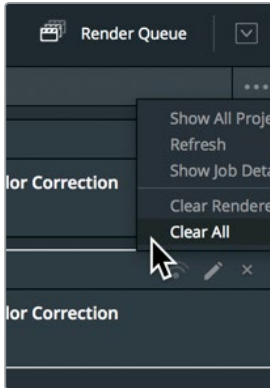 Render Queue
Show All Proje
Refresh
Show Job Deta
lor Correction
Clear Rendere
Clear All
lor Correction